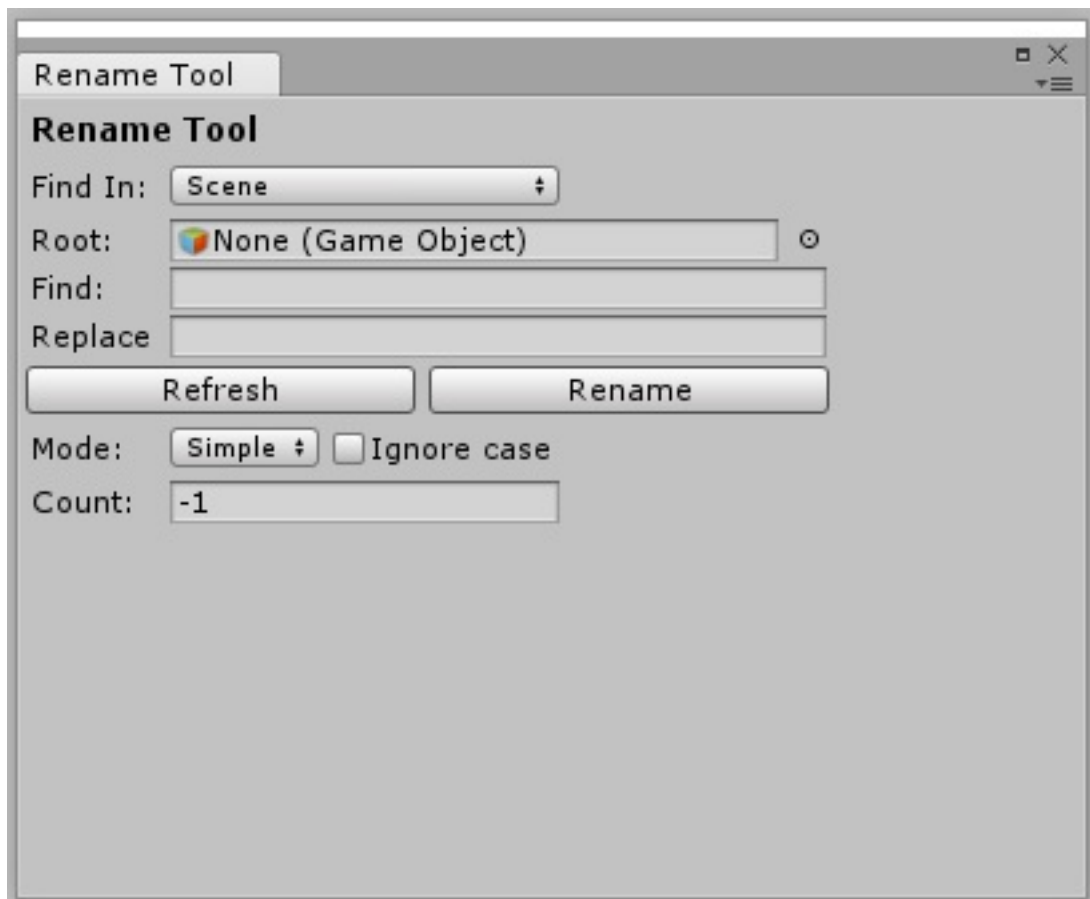 Rename Tool
Rename Tool
Find In: Scene
Root: None (Game Object)
Find:
Replace
Refresh Rename
Mode: Simple Ignore case
Count: -1